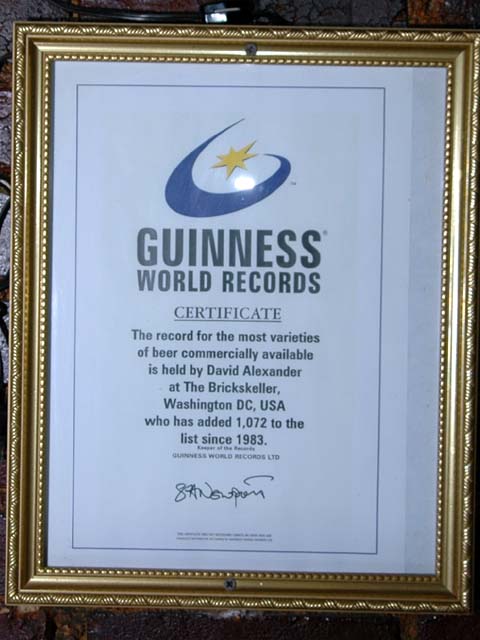 ™
GUINNESS®
WORLD RECORDS
CERTIFICATE
The record for the most varieties
of beer commercially available
is held by David Alexander
at The Brickskeller,
Washington DC, USA
who has added 1,072 to the
list since 1983.
Keeper of the Records
GUINNESS WORLD RECORDS LTD